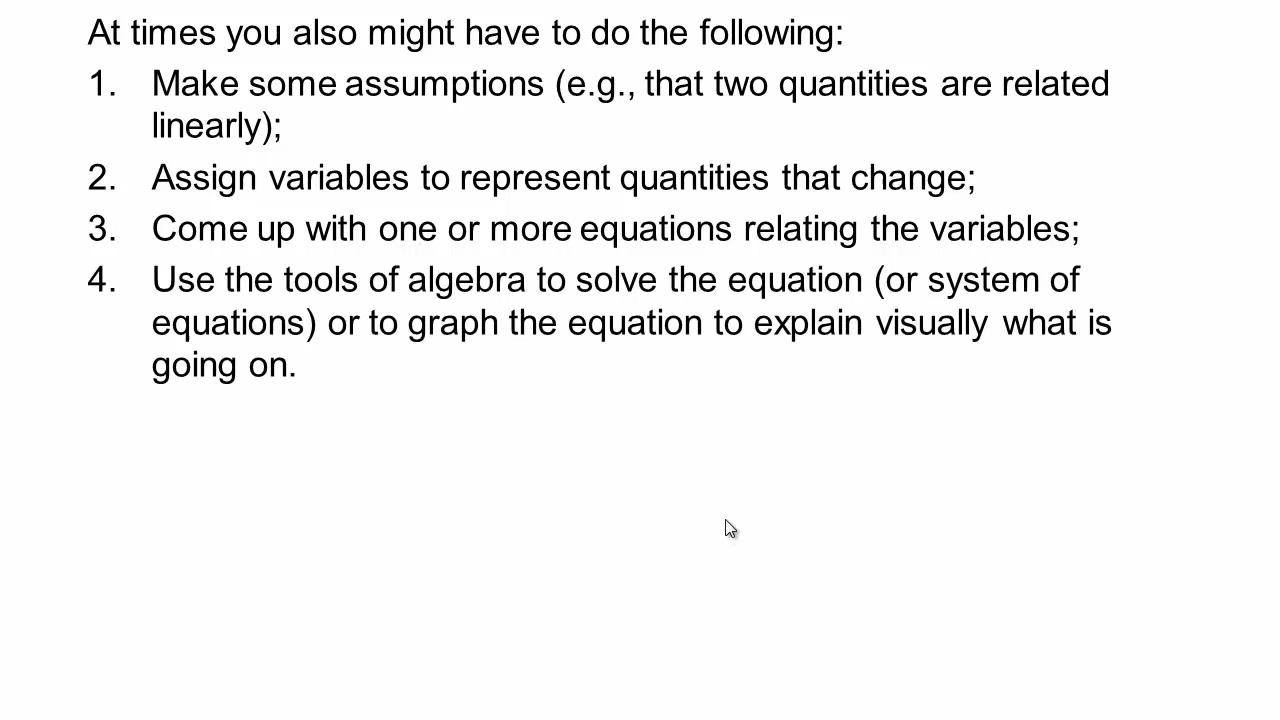 At times you also might have to do the following:
1. Make some assumptions (e.g., that two quantities are related
linearly);
2. Assign variables to represent quantities that change;
3. Come up with one or more equations relating the variables;
4. Use the tools of algebra to solve the equation (or system of
equations) or to graph the equation to explain visually what is
going on.